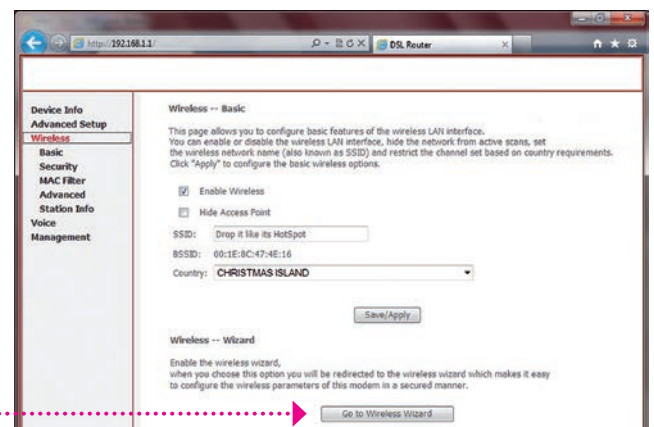 http://192.168.1.1/
DSL Router
Device Info
Advanced Setup
Wireless
Basic
Security
MAC Filter
Advanced
Station Info
Voice
Management
Wireless -- Basic
This page allows you to configure basic features of the wireless LAN interface.
You can enable or disable the wireless LAN interface, hide the network from active scans, set
the wireless network name (also known as SSID) and restrict the channel set based on country requirements.
Click "Apply" to configure the basic wireless options.
Enable Wireless
Hide Access Point
SSID: Drop it like its HotSpot
BSSID: 00:1E:8C:47:4E:16
Country: CHRISTMAS ISLAND
Save/Apply
Wireless -- Wizard
Enable the wireless wizard,
when you choose this option you will be redirected to the wireless wizard which makes it easy
to configure the wireless parameters of this modem in a secured manner.
Go to Wireless Wizard